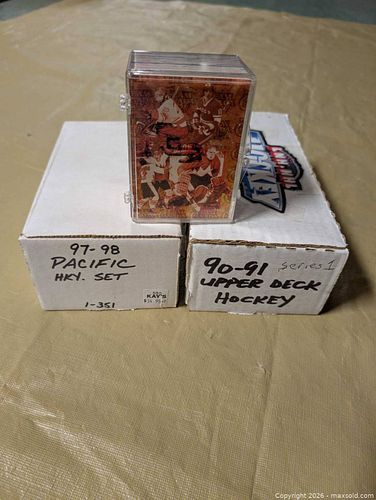 97-98
PACIFIC
HKY. SET
1-351
KAY'S
90-91 series 1
UPPER DECK
HOCKEY
Copyright 2026 - maxsold.com